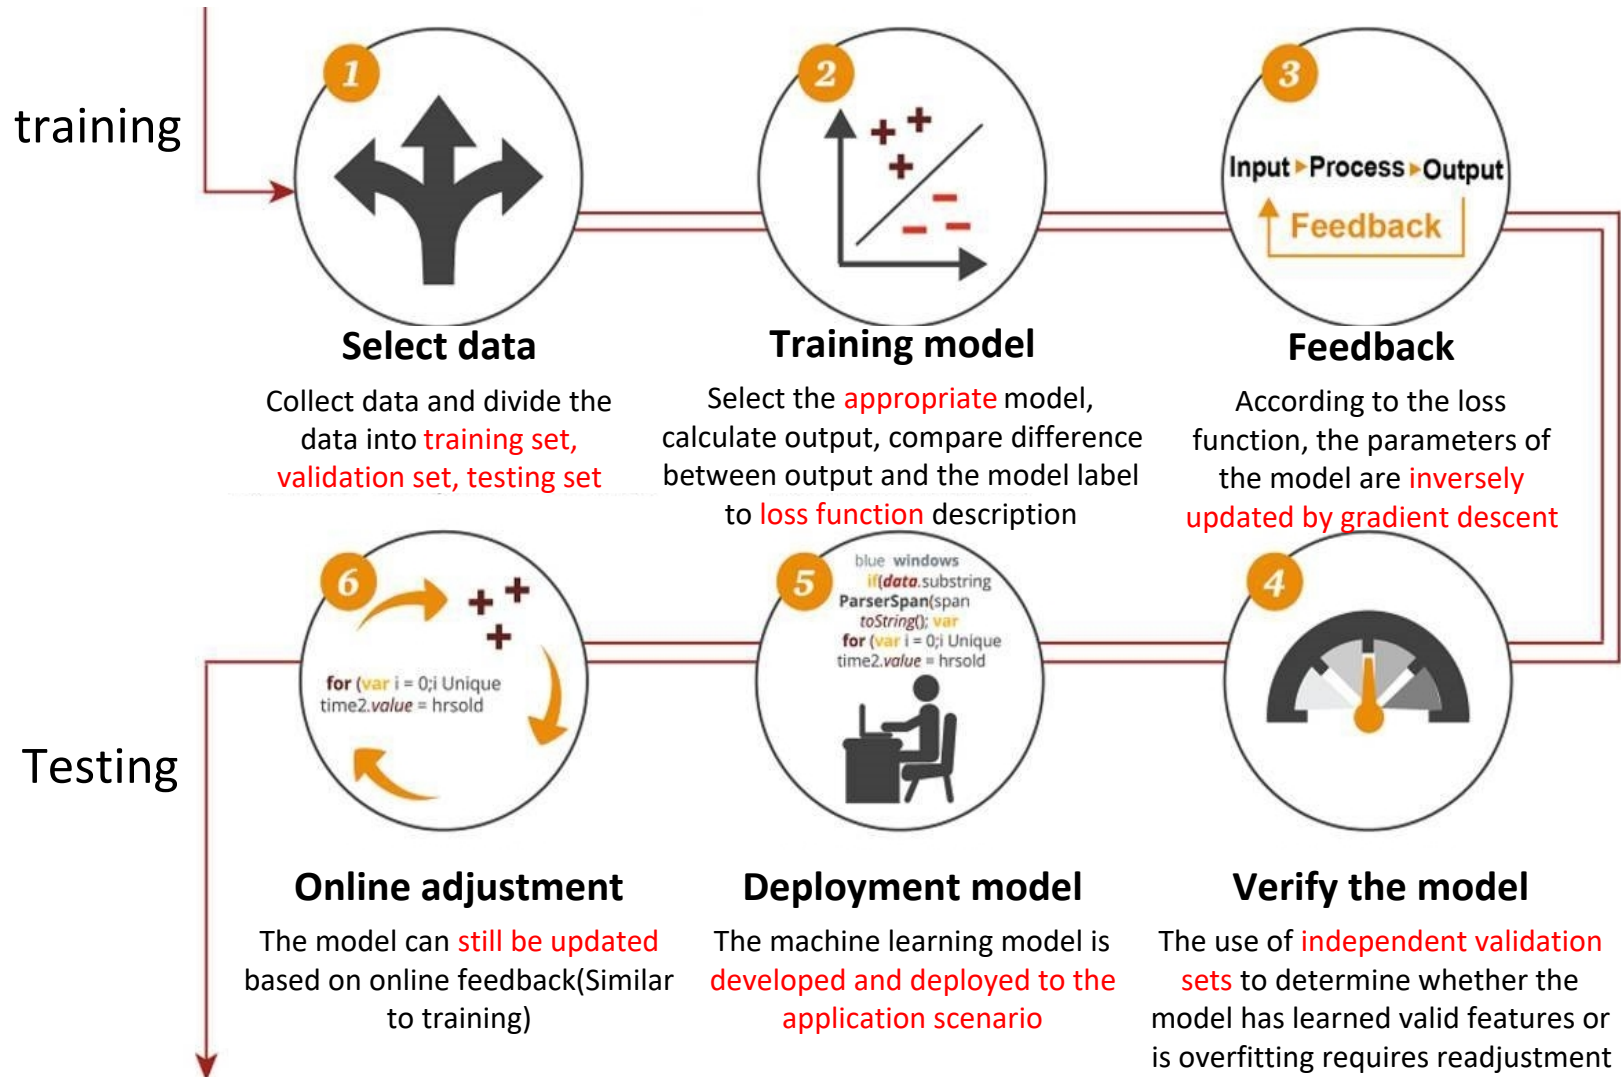 training
1
Select data
Collect data and divide the
data into training set,
validation set, testing set
2
Training model
Select the appropriate model,
calculate output, compare difference
between output and the model label
to loss function description
3
Input Process Output
Feedback
Feedback
According to the loss
function, the parameters of
the model are inversely
updated by gradient descent
Testing
6
for (var i = 0;i Unique
time2.value = hrsold
Online adjustment
The model can still be updated
based on online feedback(Similar
to training)
5
blue windows
if(data.substring
ParserSpan(span
toString(); var
for (var i = 0;i Unique
time2.value = hrsold
Deployment model
The machine learning model is
developed and deployed to the
application scenario
4
Verify the model
The use of independent validation
sets to determine whether the
model has learned valid features or
is overfitting requires readjustment